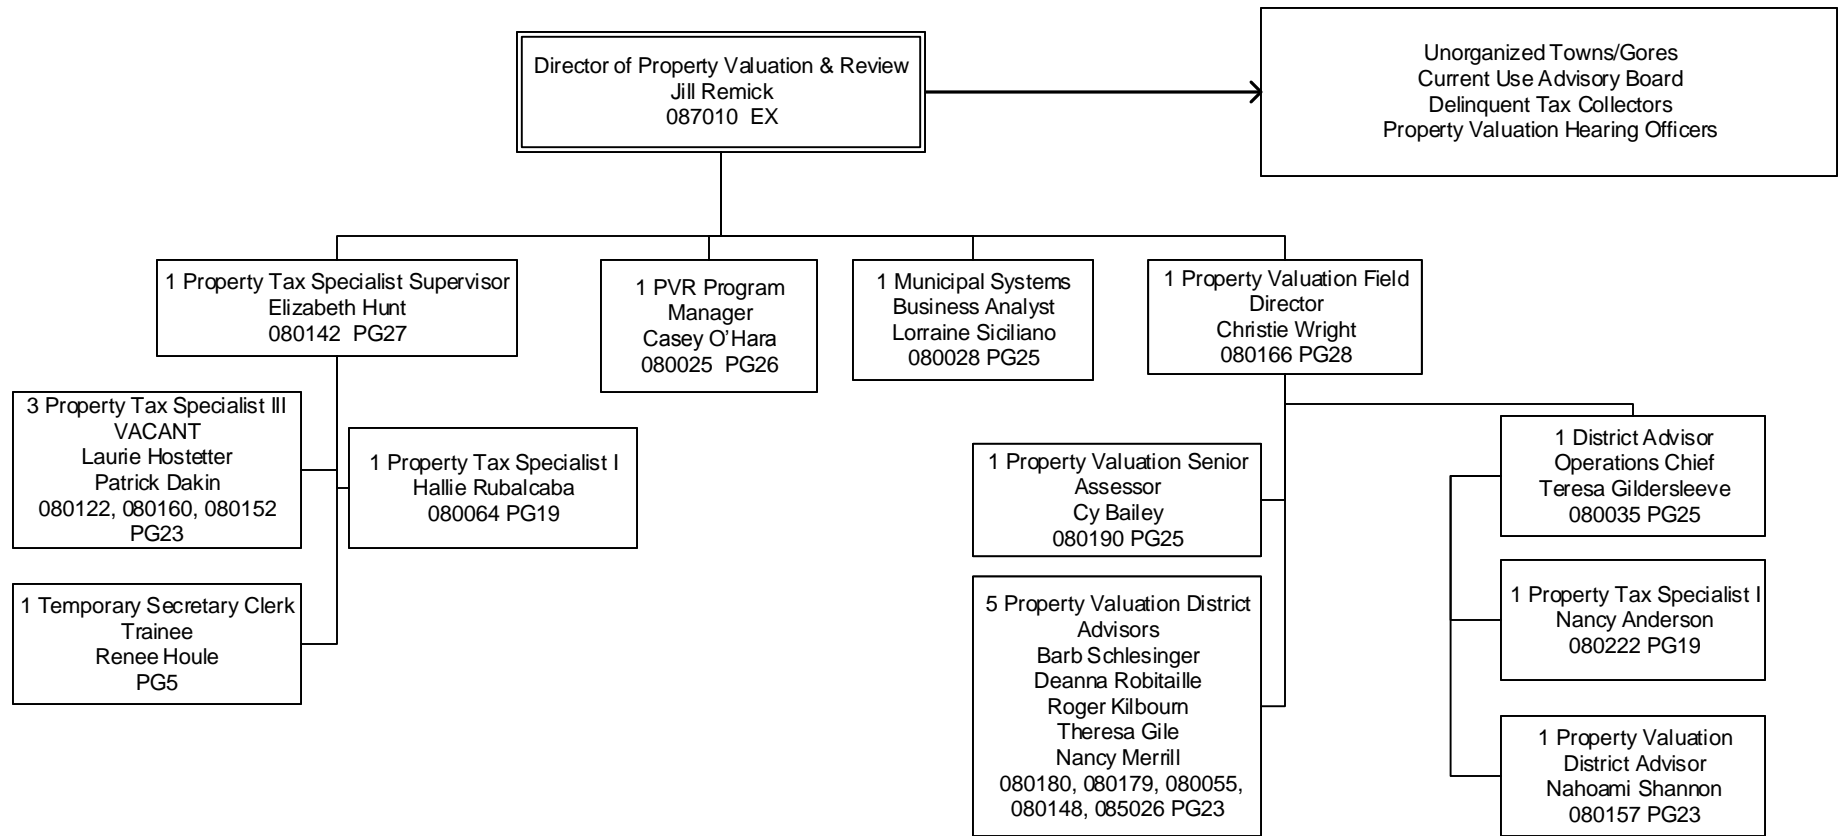 Director of Property Valuation & Review
Jill Remick
087010 EX
Unorganized Towns/Gores
Current Use Advisory Board
Delinquent Tax Collectors
Property Valuation Hearing Officers
1 Property Tax Specialist Supervisor
Elizabeth Hunt
080142 PG27
1 PVR Program
Manager
Casey O'Hara
080025 PG26
1 Municipal Systems
Business Analyst
Lorraine Siciliano
080028 PG25
1 Property Valuation Field
Director
Christie Wright
080166 PG28
3 Property Tax Specialist III
VACANT
Laurie Hostetter
Patrick Dakin
080122, 080160, 080152
PG23
1 Property Tax Specialist I
Hallie Rubalcaba
080064 PG19
1 Temporary Secretary Clerk
Trainee
Renee Houle
PG5
1 Property Valuation Senior
Assessor
Cy Bailey
080190 PG25
5 Property Valuation District
Advisors
Barb Schlesinger
Deanna Robitaille
Roger Kilbourn
Theresa Gile
Nancy Merrill
080180, 080179, 080055,
080148, 085026 PG23
1 District Advisor
Operations Chief
Teresa Gildersleeve
080035 PG25
1 Property Tax Specialist I
Nancy Anderson
080222 PG19
1 Property Valuation
District Advisor
Nahoami Shannon
080157 PG23